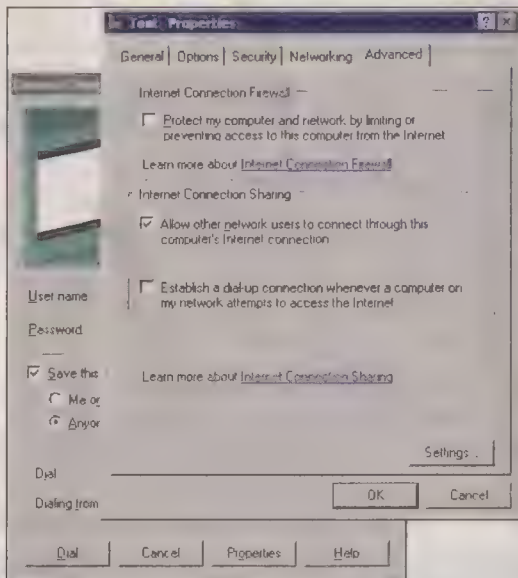 Test Properties
General Options Security Networking Advanced
Internet Connection Firewall
Protect my computer and network by limiting or
preventing access to this computer from the Internet
Learn more about Internet Connection Firewall
Internet Connection Sharing
Allow other network users to connect through this
computer's Internet connection
Establish a dial-up connection whenever a computer on
my network attempts to access the Internet
Learn more about Internet Connection Sharing
Settings...
OK Cancel
User name
Password
Save this
Me or
Anyor
Dial
Dialing from
Dial Cancel Properties Help